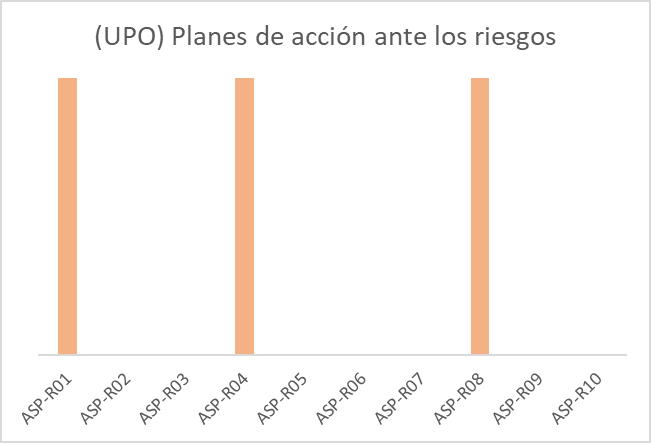 (UPO) Planes de acción ante los riesgos
ASP-R01
ASP-R02
ASP-R03
ASP-R04
ASP-R05
ASP-R06
ASP-R07
ASP-R08
ASP-R09
ASP-R10